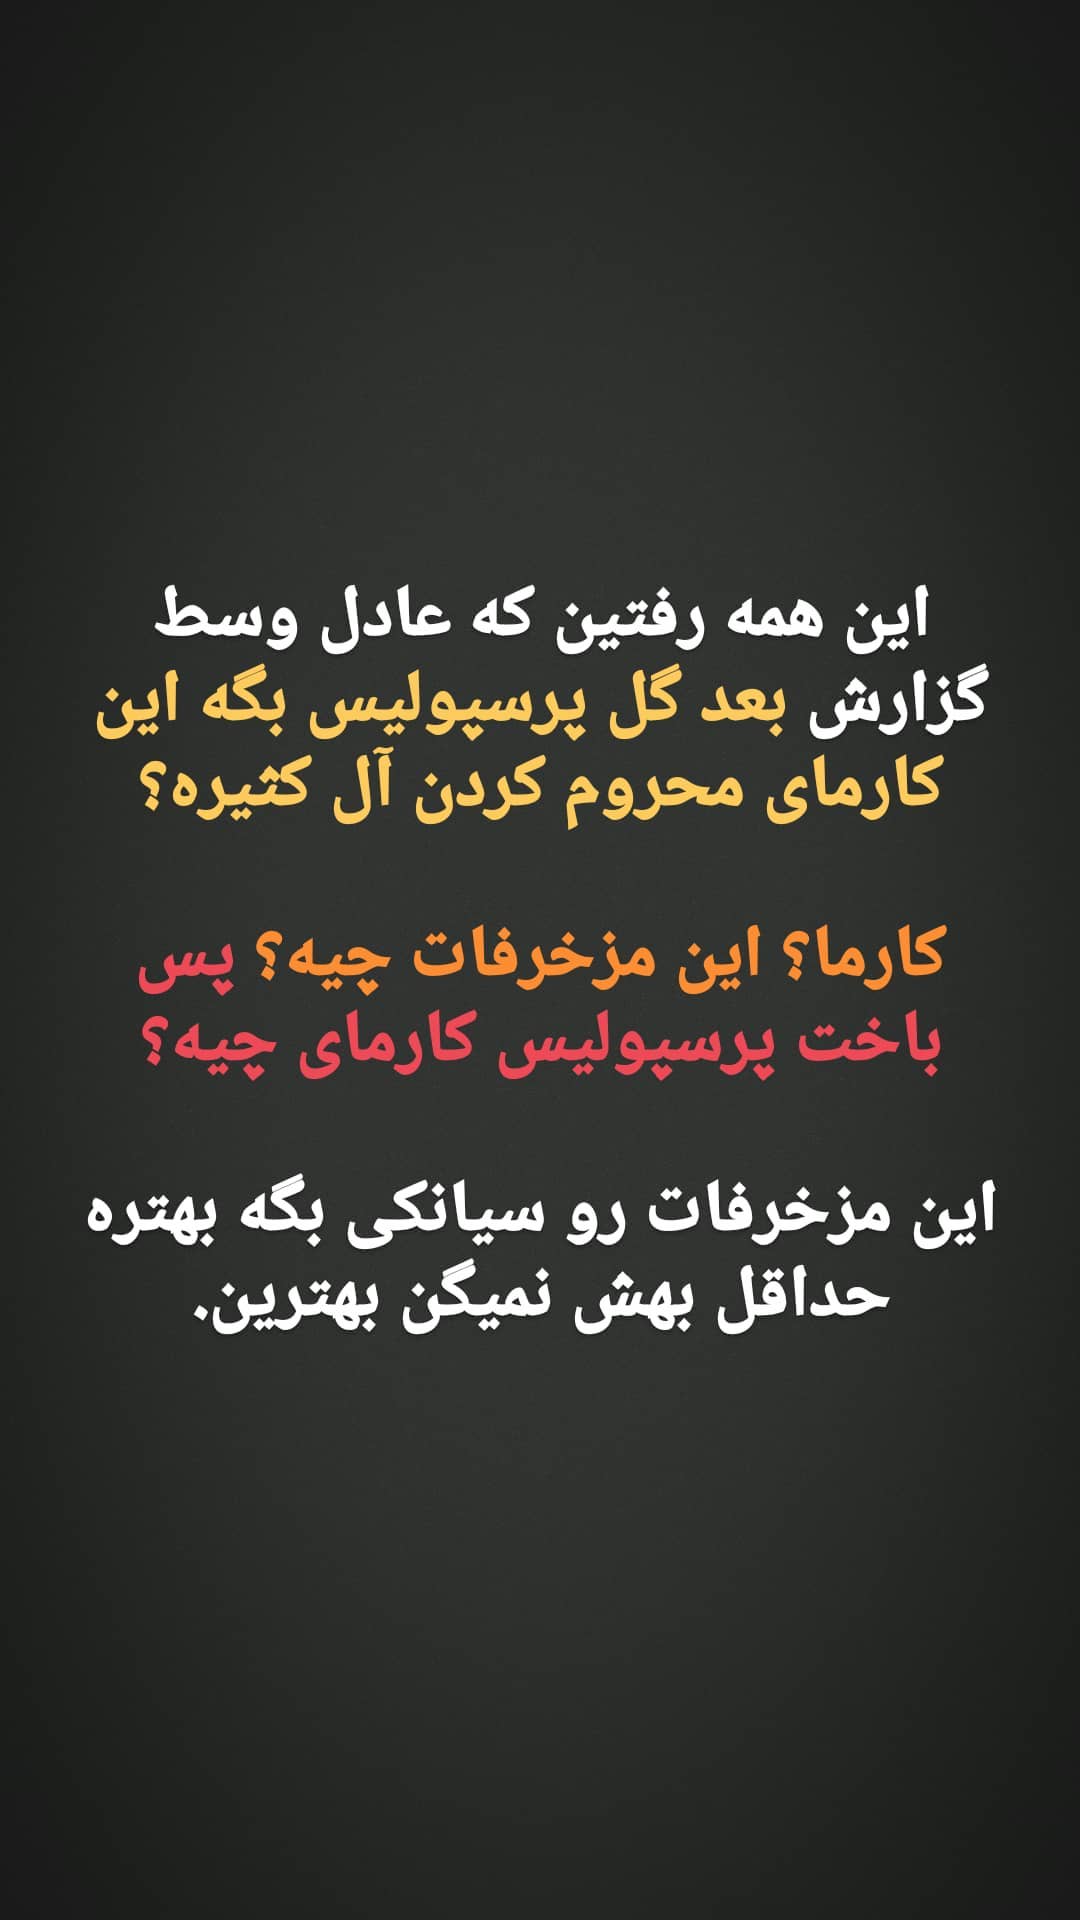 این همه رفتین که عادل وسط
گزارش بعد گل پرسپولیس بگه این
کارمای محروم کردن آل کثیره؟
کارما؟ این مزخرفات چیه؟ پس
باخت پرسپولیس کارمای چیه؟
این مزخرفات رو سیانکی بگه بهتره
حداقل بهش نمیگن بهترین.